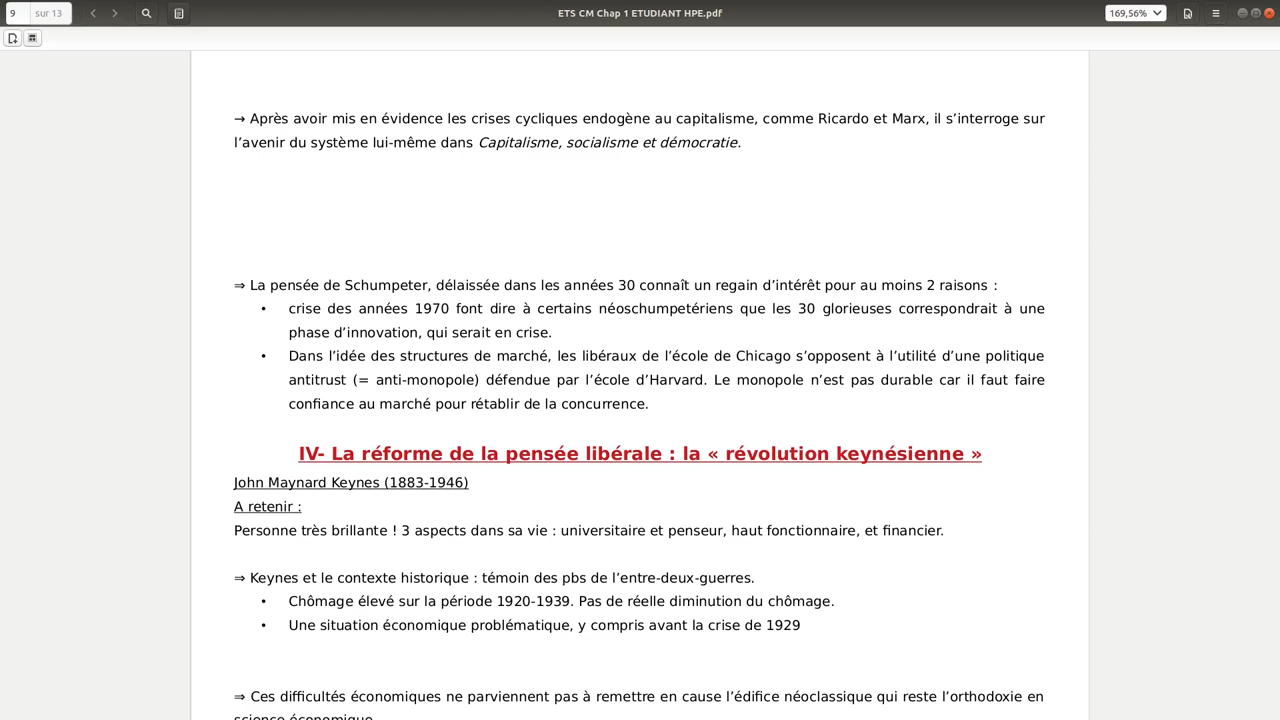 9 sur 13
ETS CM Chap 1 ETUDIANT HPE.pdf
169,56%
→ Après avoir mis en évidence les crises cycliques endogène au capitalisme, comme Ricardo et Marx, il s’interroge sur
l’avenir du système lui-même dans Capitalisme, socialisme et démocratie.
⇒ La pensée de Schumpeter, délaissée dans les années 30 connaît un regain d’intérêt pour au moins 2 raisons :
• crise des années 1970 font dire à certains néoschumpetériens que les 30 glorieuses correspondrait à une
phase d’innovation, qui serait en crise.
• Dans l’idée des structures de marché, les libéraux de l’école de Chicago s’opposent à l’utilité d’une politique
antitrust (= anti-monopole) défendue par l’école d’Harvard. Le monopole n’est pas durable car il faut faire
confiance au marché pour rétablir de la concurrence.
IV- La réforme de la pensée libérale : la « révolution keynésienne »
John Maynard Keynes (1883-1946)
A retenir :
Personne très brillante ! 3 aspects dans sa vie : universitaire et penseur, haut fonctionnaire, et financier.
⇒ Keynes et le contexte historique : témoin des pbs de l’entre-deux-guerres.
• Chômage élevé sur la période 1920-1939. Pas de réelle diminution du chômage.
• Une situation économique problématique, y compris avant la crise de 1929
⇒ Ces difficultés économiques ne parviennent pas à remettre en cause l’édifice néoclassique qui reste l’orthodoxie en
science économique.